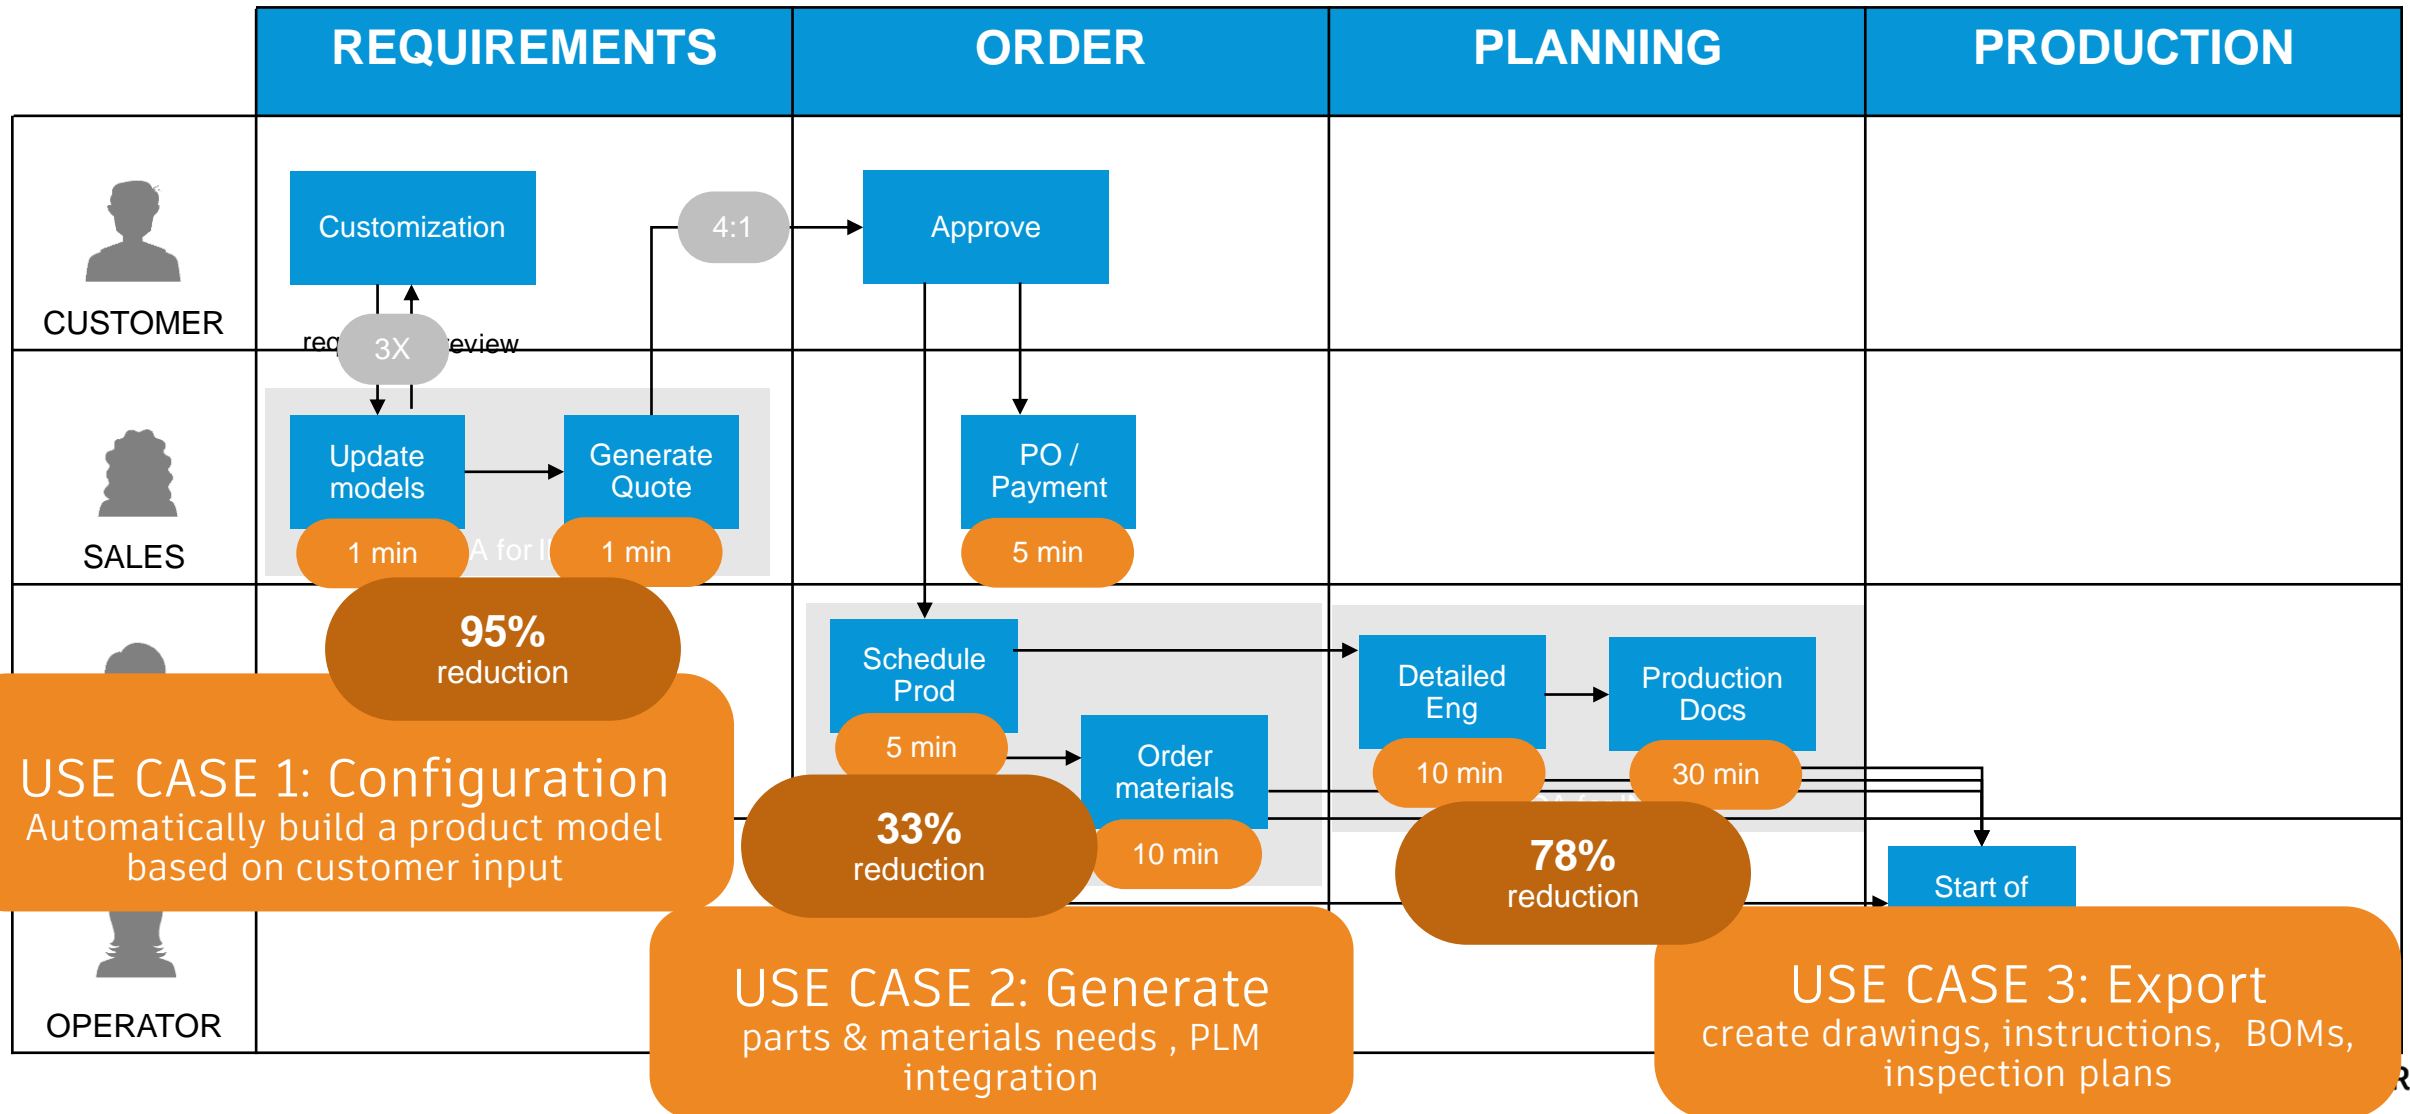 REQUIREMENTS
ORDER
PLANNING
PRODUCTION
CUSTOMER
Customization
4:1
Approve
3X
eview
SALES
Update
models
Generate
Quote
PO /
Payment
1 min
A for
1 min
5 min
95%
reduction
Schedule
Prod
5 min
Order
materials
10 min
33%
reduction
Detailed
Eng
10 min
Production
Docs
30 min
78%
reduction
Start of
OPERATOR
USE CASE 1: Configuration
Automatically build a product model
based on customer input
USE CASE 2: Generate
parts & materials needs , PLM
integration
USE CASE 3: Export
create drawings, instructions, BOMs,
inspection plans
R